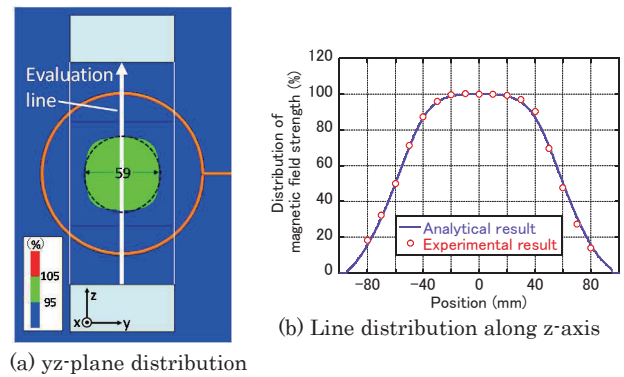 Evaluation
line
59
(%)
105
95
z
x
y
(a) yz-plane distribution
Distribution of
magnetic field strength (%)
120
100
80
60
40
20
0
Analytical result
Experimental result
-80 -40 0 40 80
Position (mm)
(b) Line distribution along z-axis